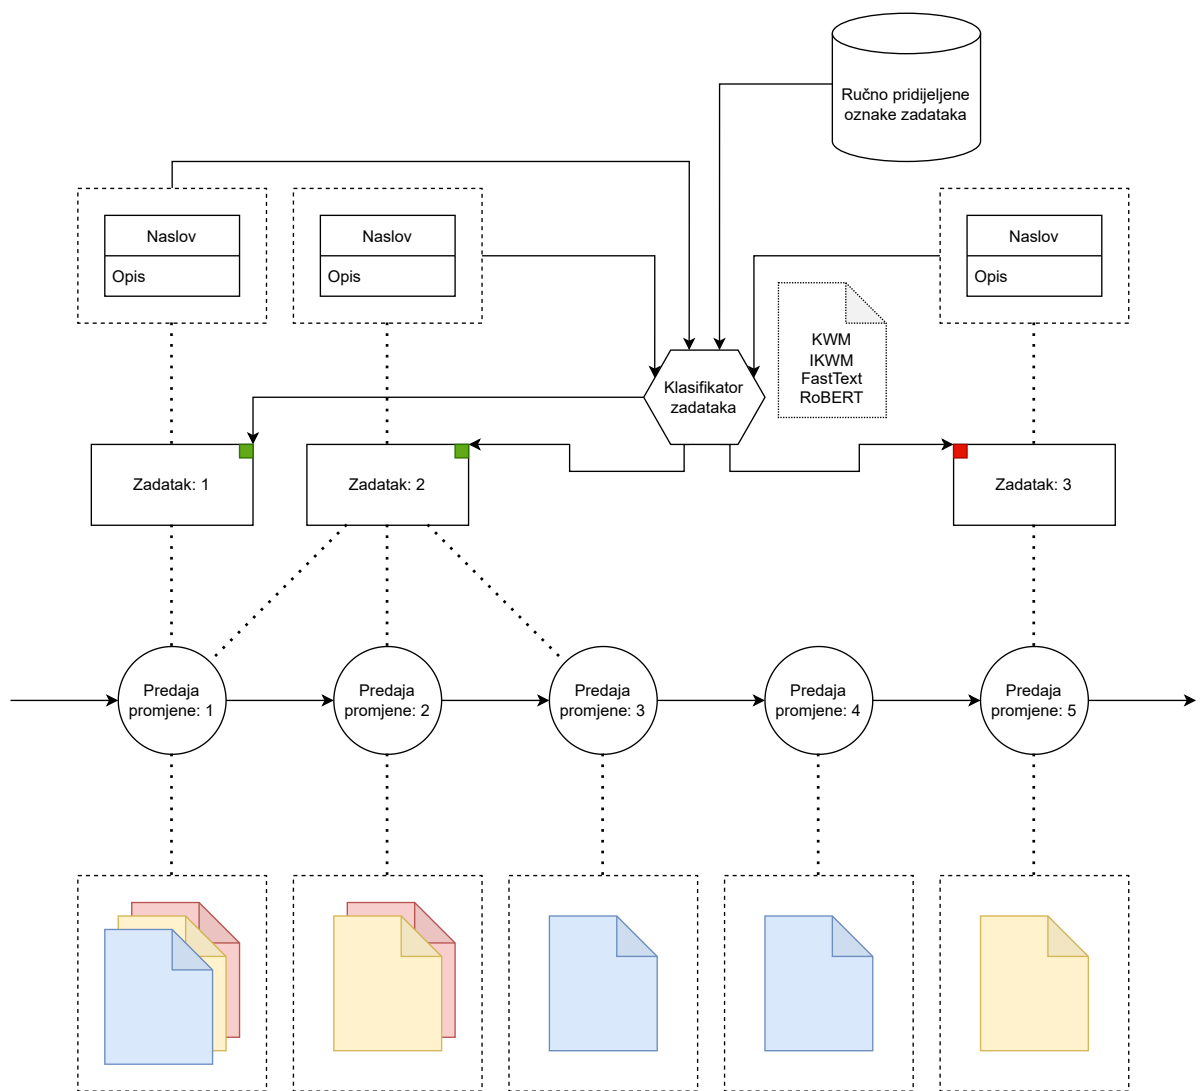 Ručno pridijeljene
oznake zadataka
Naslov
Opis
Naslov
Opis
Naslov
Opis
KWM
IKWM
FastText
RoBERT
Klasifikator
zadataka
Zadatak: 1
Zadatak: 2
Zadatak: 3
Predaja
promjene: 1
Predaja
promjene: 2
Predaja
promjene: 3
Predaja
promjene: 4
Predaja
promjene: 5